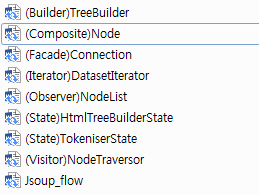 (Builder)TreeBuilder
(Composite)Node
(Facade)Connection
(Iterator)DatasetIterator
(Observer)NodeList
(State)HtmlTreeBuilderState
(State)TokeniserState
(Visitor)NodeTraversor
Jsoup_flow